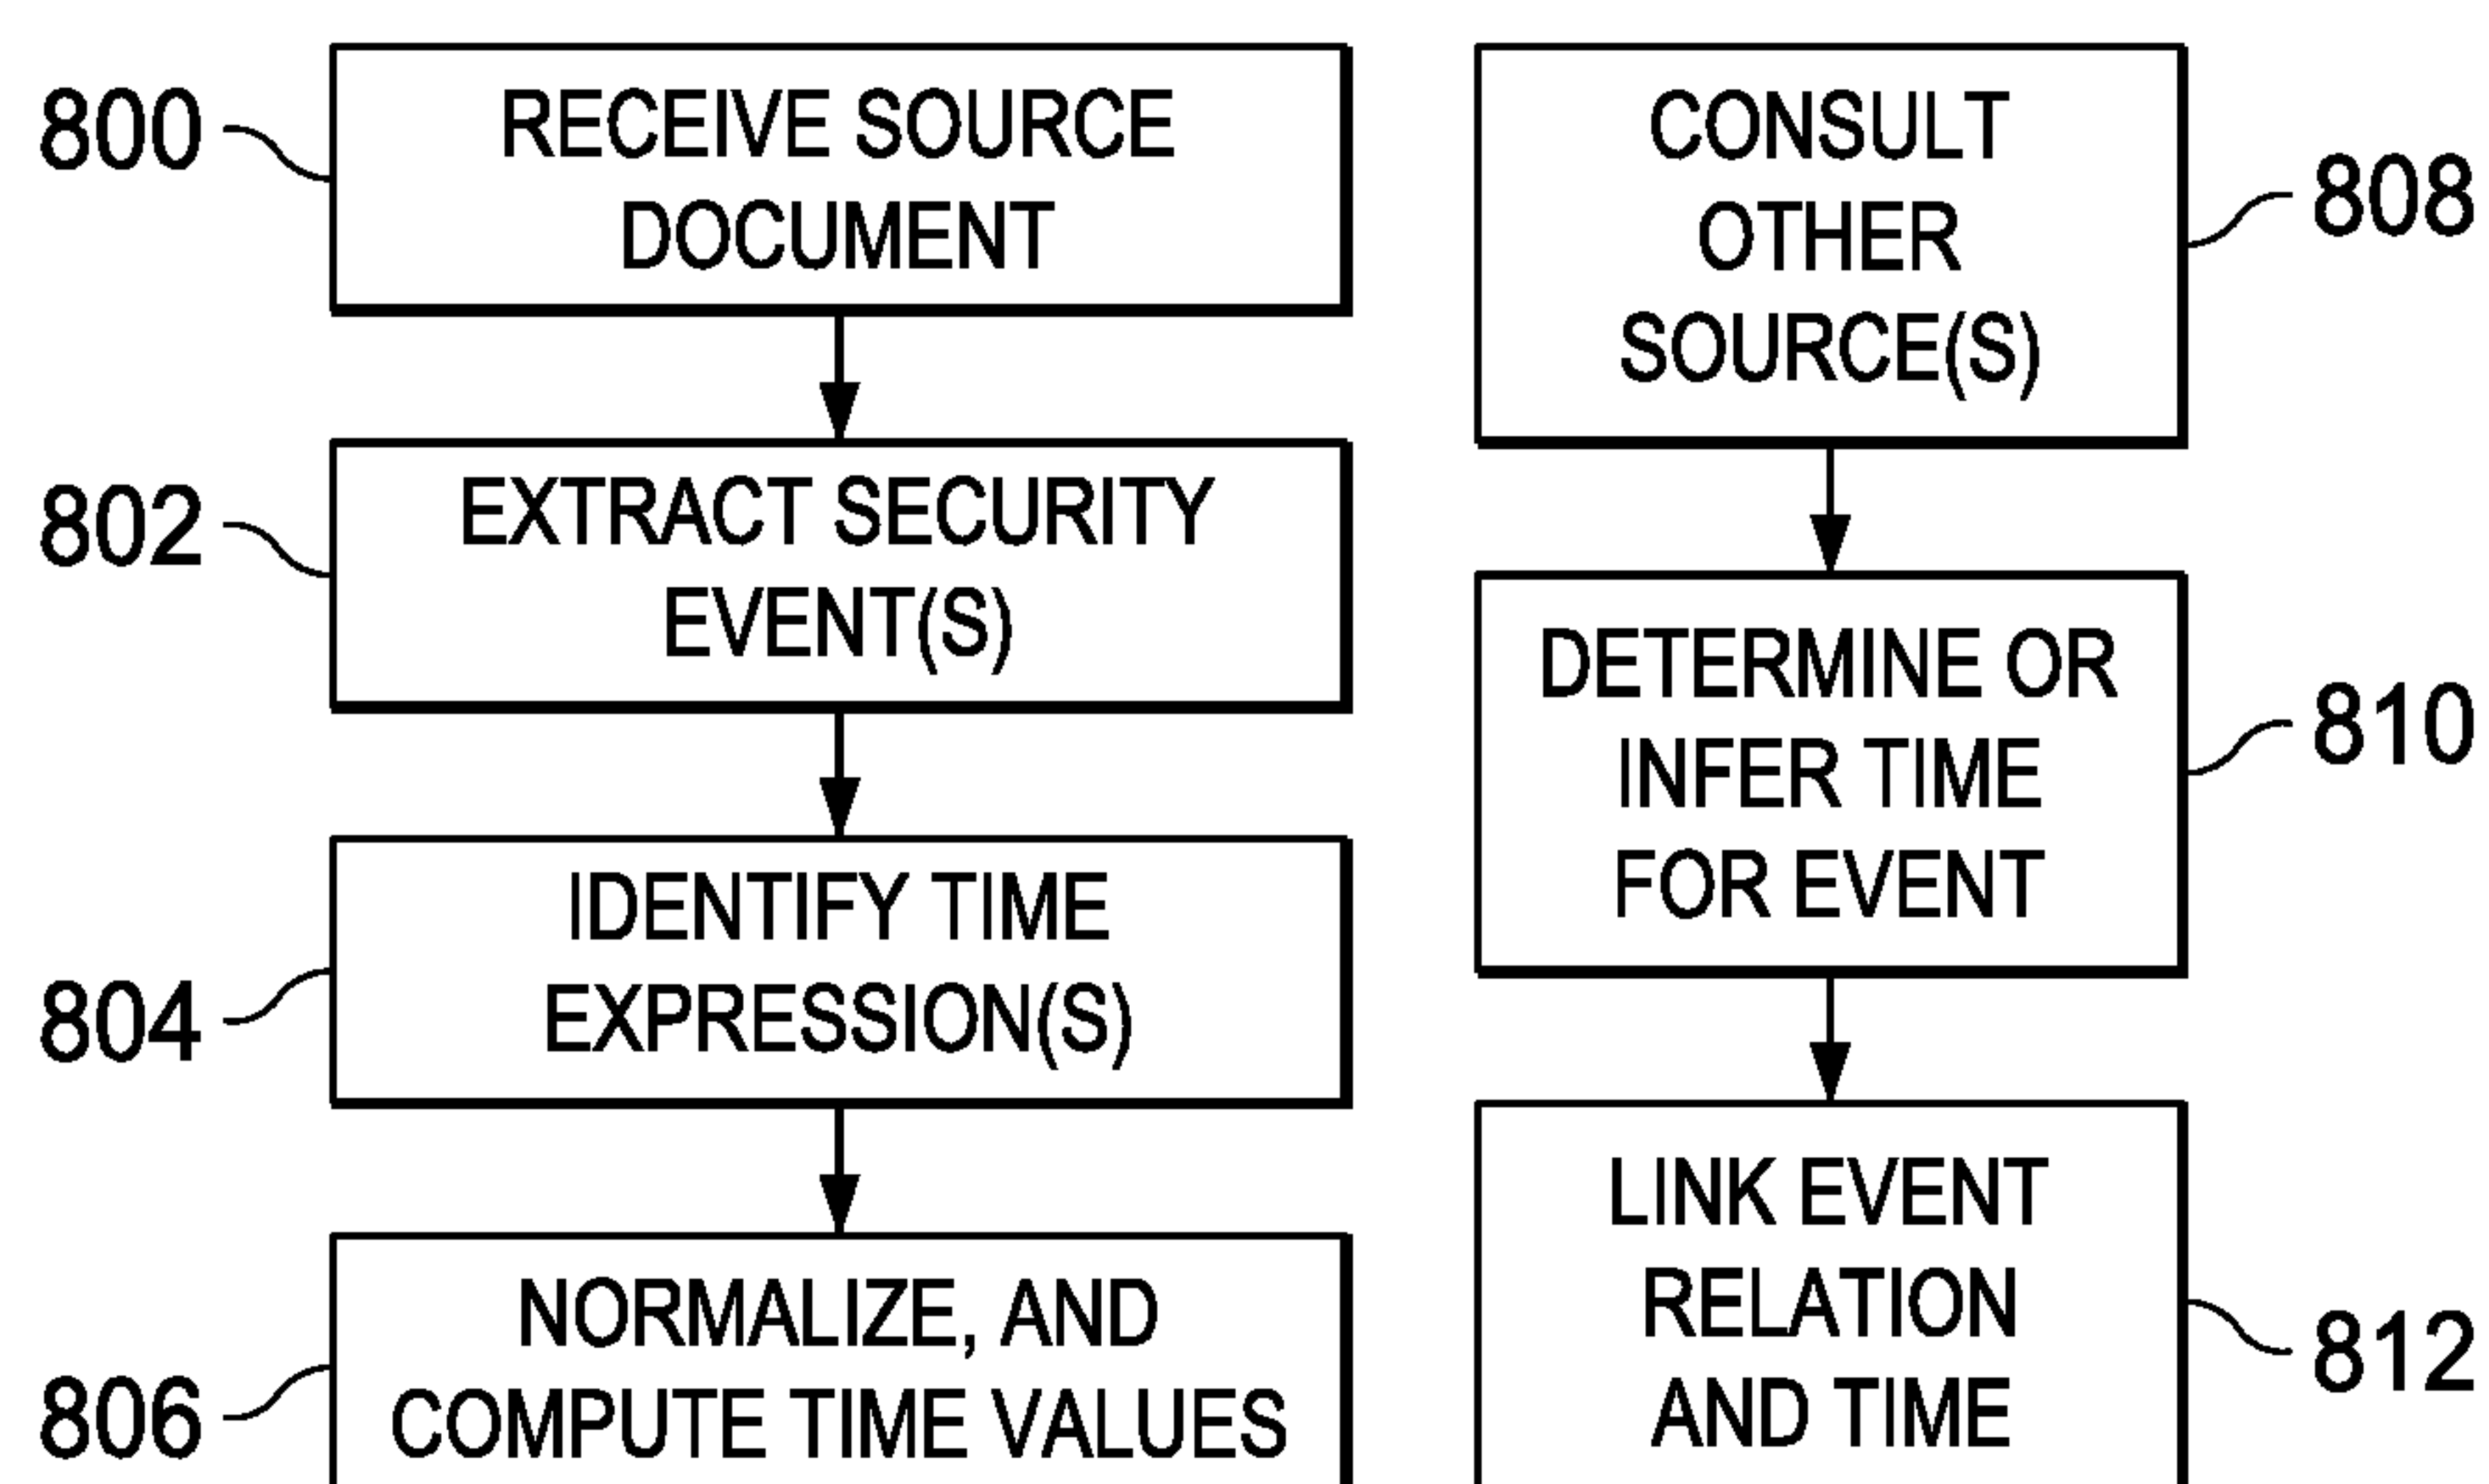 800
RECEIVE SOURCE
DOCUMENT
802
EXTRACT SECURITY
EVENT(S)
804
IDENTIFY TIME
EXPRESSION(S)
806
NORMALIZE, AND
COMPUTE TIME VALUES
CONSULT
OTHER
SOURCE(S)
808
DETERMINE OR
INFER TIME
FOR EVENT
810
LINK EVENT
RELATION
AND TIME
812